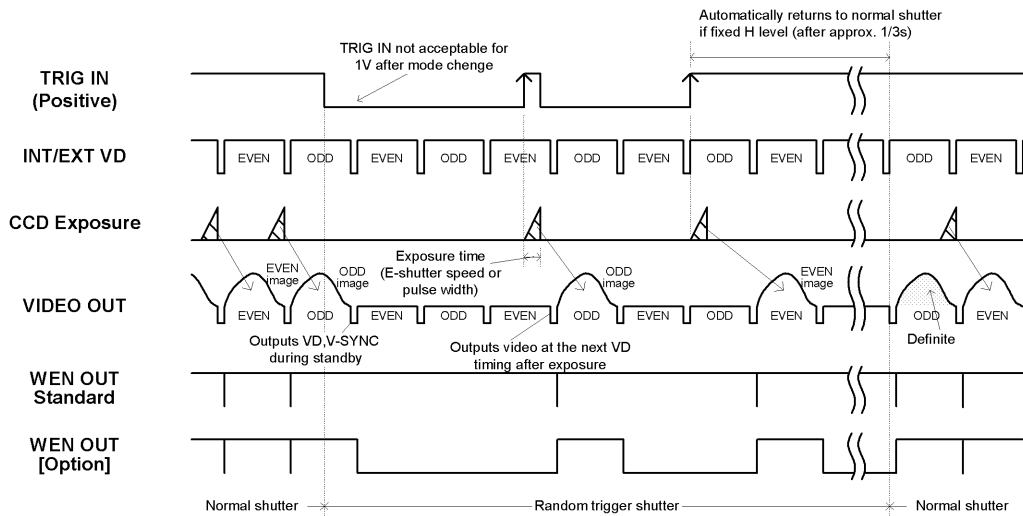 Automatically returns to normal shutter
if fixed H level (after approx. 1/3s)
TRIG IN not acceptable for
1V after mode chenge
TRIG IN
(Positive)
INT/EXT VD
EVEN ODD EVEN ODD EVEN ODD EVEN ODD EVEN ODD EVEN
CCD Exposure
Exposure time
(E-shutter speed or
pulse width)
EVEN
image
ODD
image
ODD
image
EVEN
image
VIDEO OUT
EVEN ODD EVEN ODD EVEN ODD EVEN ODD EVEN ODD EVEN
Outputs VD,V-SYNC
during standby
Outputs video at the next VD
timing after exposure
Definite
WEN OUT
Standard
WEN OUT
[Option]
Normal shutter Random trigger shutter Normal shutter